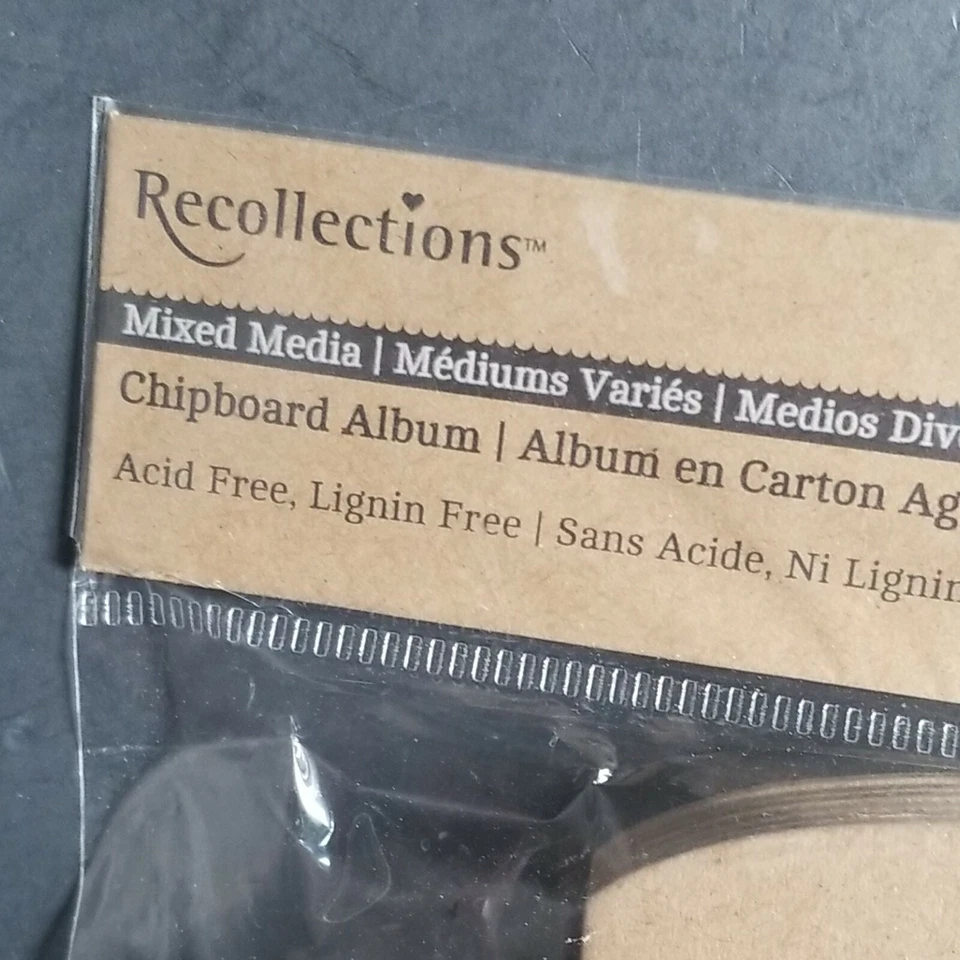 Recollections™
Mixed Media | Médiums Variés | Medios
Chipboard Album | Album en Carton
Acid Free, Lignin Free | Sans Acide, Ni